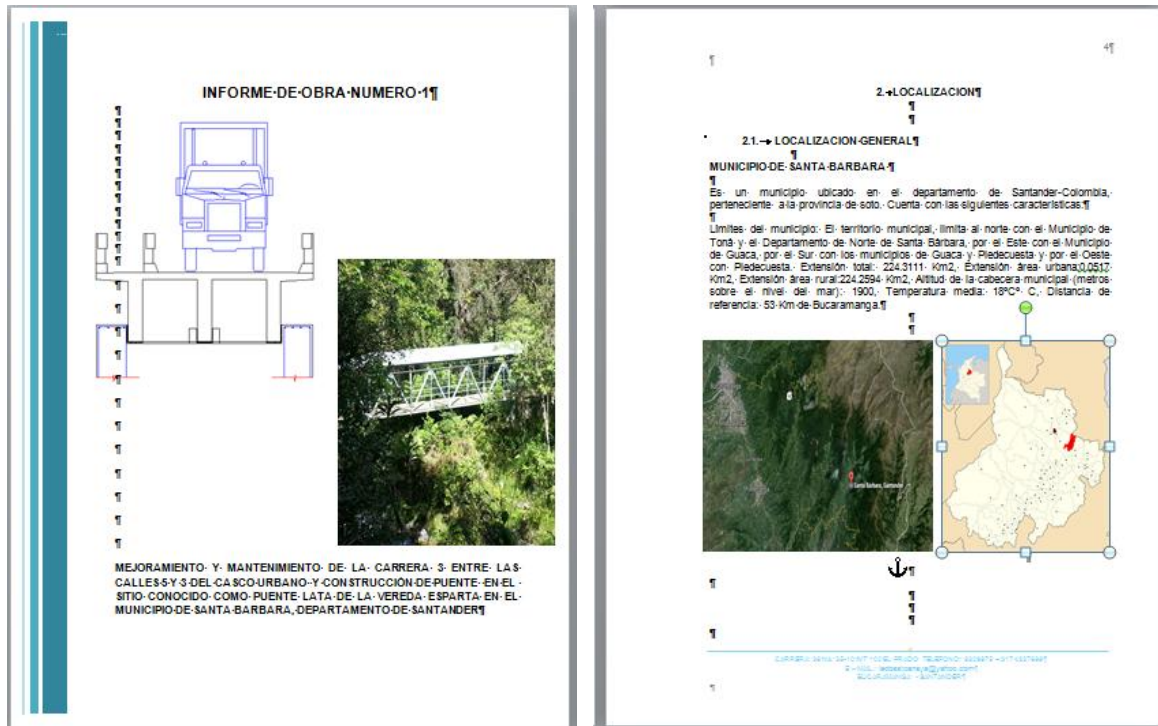 INFORME DE OBRA NUMERO 1¶
MEJORAMIENTO Y MANTENIMIENTO DE LA CARRERA 3 ENTRE LAS
CALLES 5 Y 3 DEL CASCO URBANO Y CONSTRUCCIÓN DE PUENTE EN EL
SITIO CONOCIDO COMO PUENTE LATA DE LA VEREDA ESPARTA EN EL
MUNICIPIO DE SANTA BARBARA, DEPARTAMENTO DE SANTANDER¶
4¶
2. LOCALIZACION¶
2.1. LOCALIZACION GENERAL¶
MUNICIPIO DE SANTA BARBARA ¶
Es un municipio ubicado en el departamento de Santander-Colombia,
perteneciente a la provincia de soto. Cuenta con las siguientes características:¶
Limites del municipio: El territorio municipal, limita al norte con el Municipio de
Toná y el Departamento de Norte de Santa Bárbara, por el Este con el Municipio
de Guaca, por el Sur con los municipios de Guaca y Piedecuesta y por el Oeste
con Piedecuesta. Extensión total: 224.3111 Km2, Extensión área urbana:0.0517
Km2, Extensión área rural:224.2594 Km2, Altitud de la cabecera municipal (metros
sobre el nivel del mar): 1900, Temperatura media: 18ºCº C, Distancia de
referencia: 53 Km de Bucaramanga.¶
Santa Bárbara, Santander